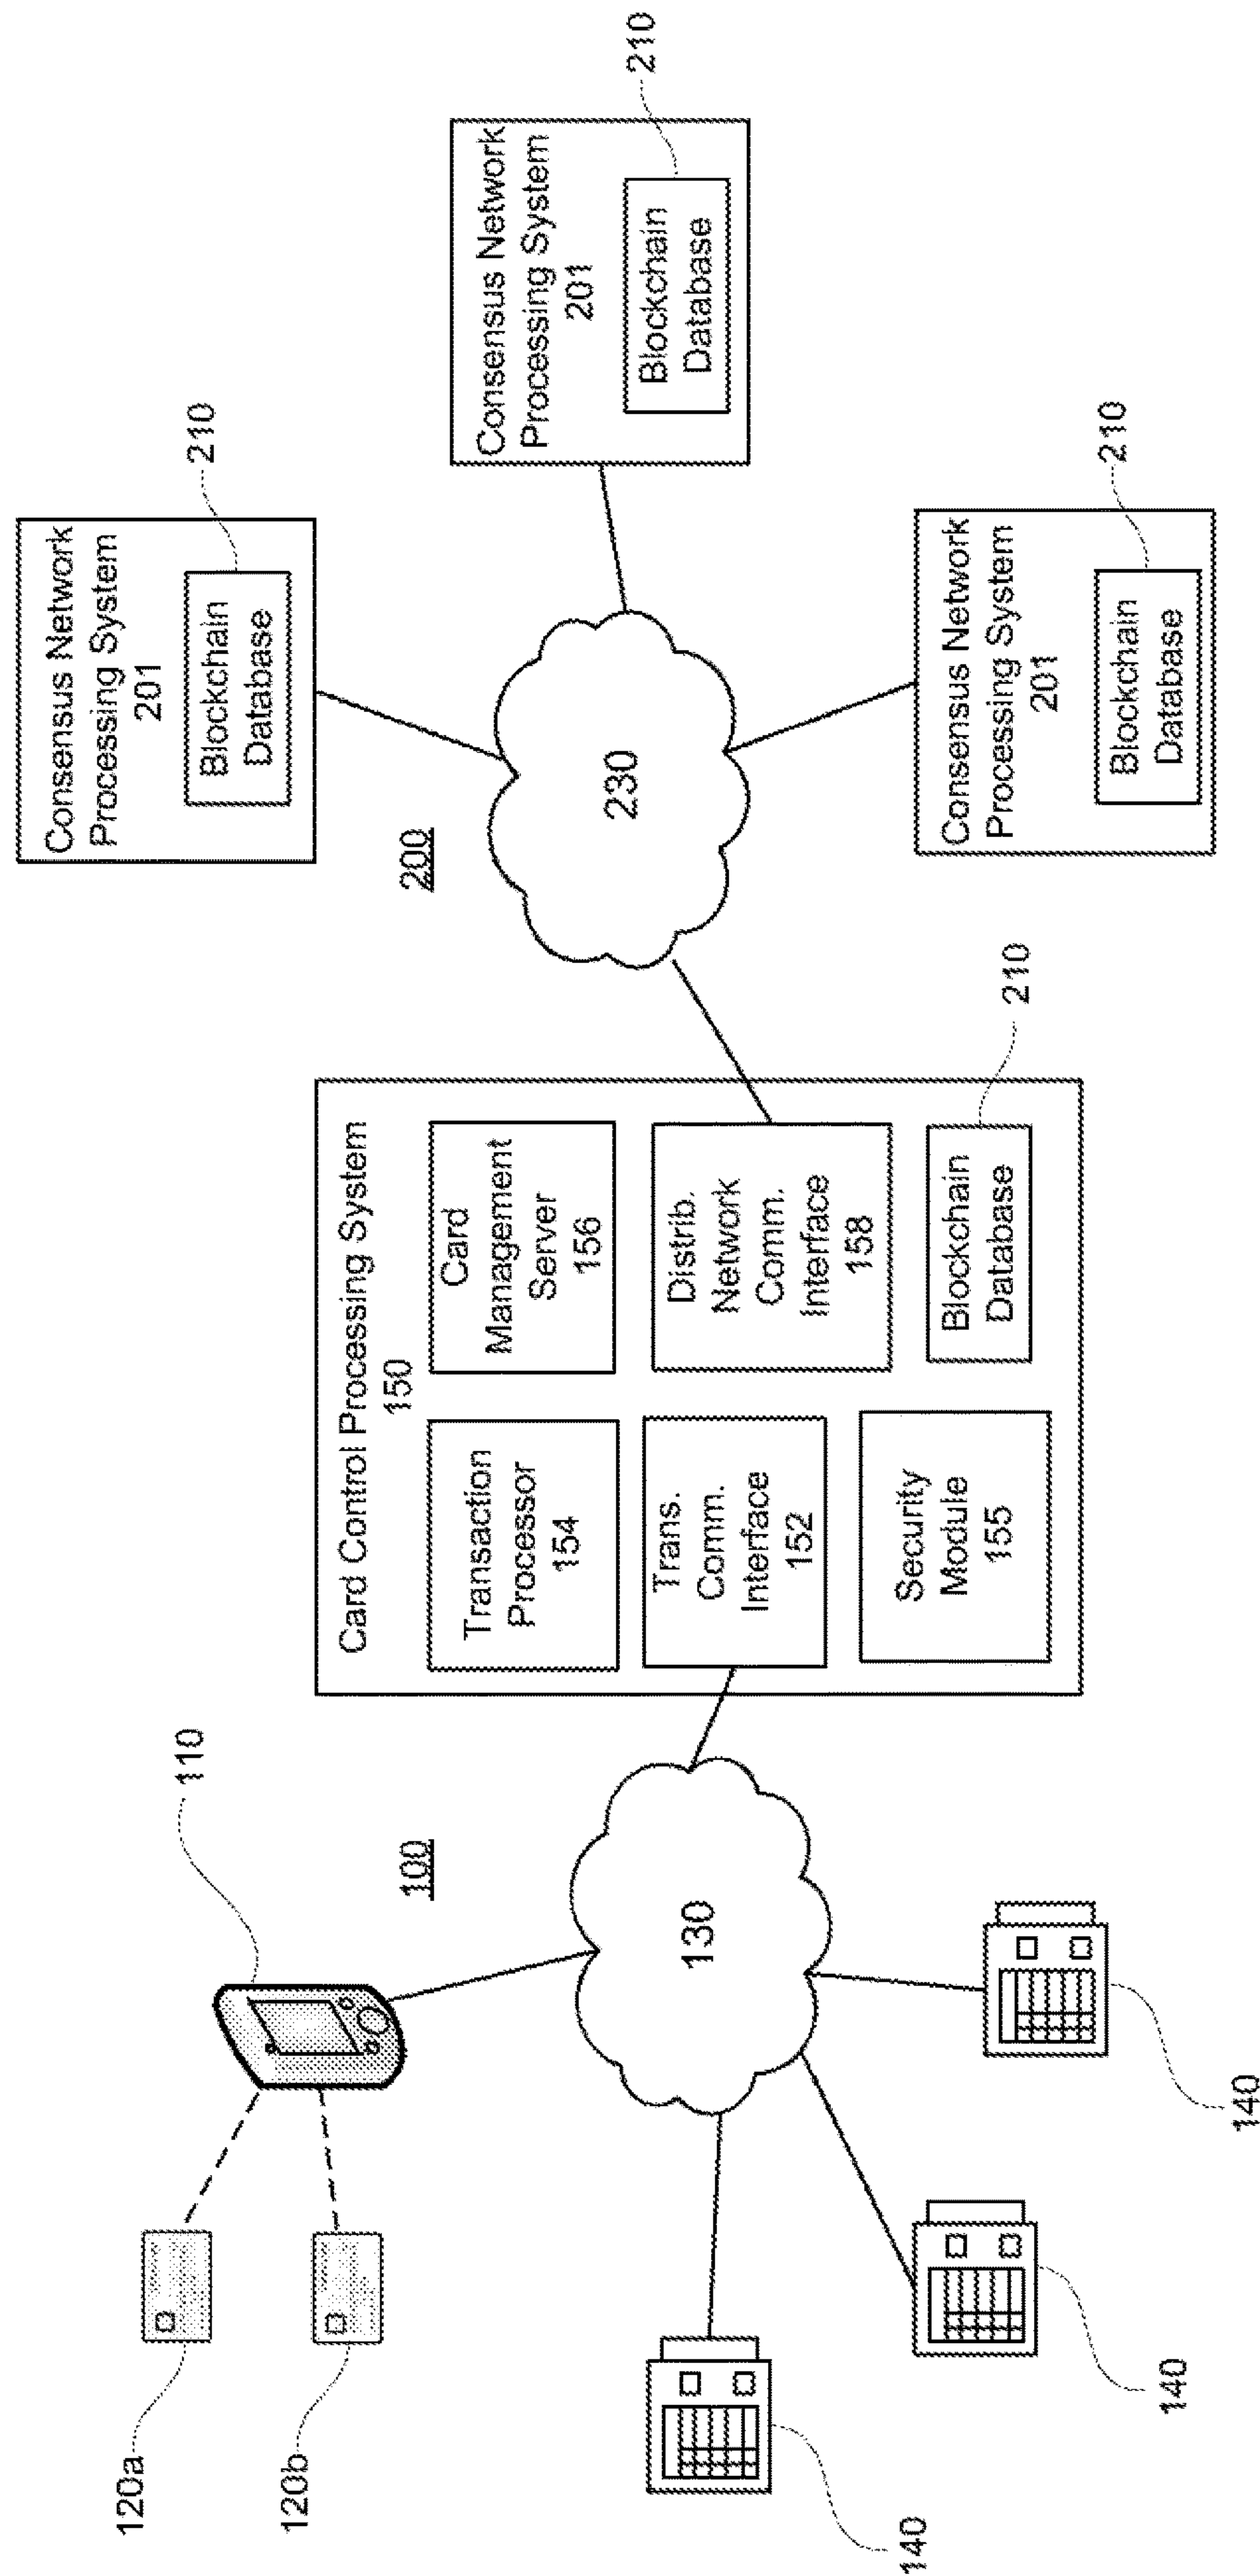 120a
120b
110
100
130
140
140
140
Card Control Processing System
150
Transaction
Processor
154
Card
Management
Server
156
Trans.
Comm.
Interface
152
Distrib.
Network
Comm.
Interface
158
Security
Module
155
Blockchain
Database
210
200
230
Consensus Network
Processing System
201
Blockchain
Database
210
Consensus Network
Processing System
201
Blockchain
Database
210
Consensus Network
Processing System
201
Blockchain
Database
210